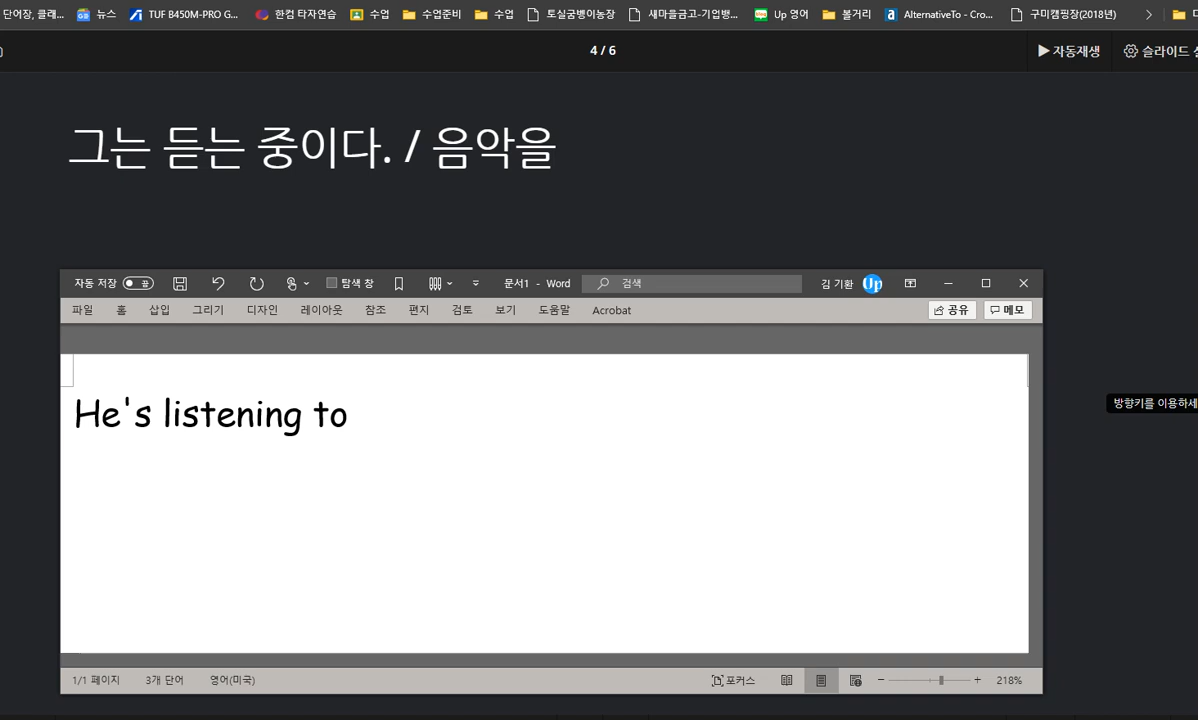 단어장, 클래... 뉴스 TUF B450M-PRO G... 한컴 타자연습 수업 수업준비 수업 토실굼벵이농장 새마을금고-기업뱅... Up 영어 볼거리 AlternativeTo - Cro... 구미캠핑장(2018년)
4 / 6 자동재생 슬라이드
그는 듣는 중이다. / 음악을
자동 저장 끔 탐색 창 문서1 - Word 검색 김 기환 Up
파일 홈 삽입 그리기 디자인 레이아웃 참조 편지 검토 보기 도움말 Acrobat 공유 메모
방향키를 이용하세
He's listening to
1/1 페이지 3개 단어 영어(미국) 포커스 218%